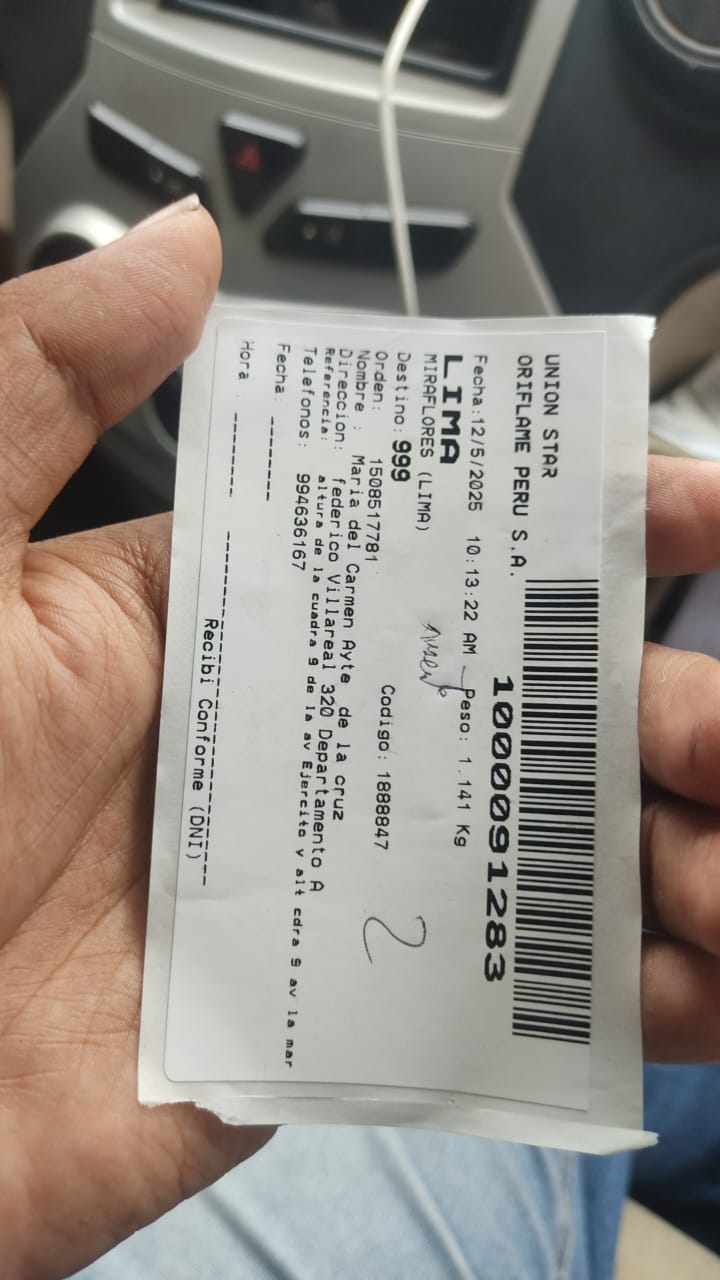 UNION STAR
ORIFLAME PERU S.A.
1000091283
Fecha:12/5/2025 10:13:22 AM Peso: 1.141 Kg
LIMA
MIRAFLORES (LIMA)
Destino: 999
Orden: 1508517781 Codigo: 1888847
Nombre : Maria del Carmen Ayte de la cruz
Direccion: federico Villareal 320 Departamento A
Referencia: altura de la cuadra 9 de la av Ejercito y alt cdra 9 av la mar
Telefonos: 994636167
Fecha:
Hora
Recibi Conforme (DNI)
2